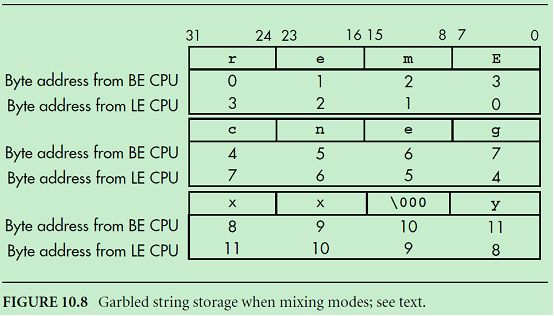 31 24 23 16 15 8 7 0
r e m E
Byte address from BE CPU 0 1 2 3
Byte address from LE CPU 3 2 1 0
c n e g
Byte address from BE CPU 4 5 6 7
Byte address from LE CPU 7 6 5 4
x x \000 y
Byte address from BE CPU 8 9 10 11
Byte address from LE CPU 11 10 9 8
FIGURE 10.8 Garbled string storage when mixing modes; see text.